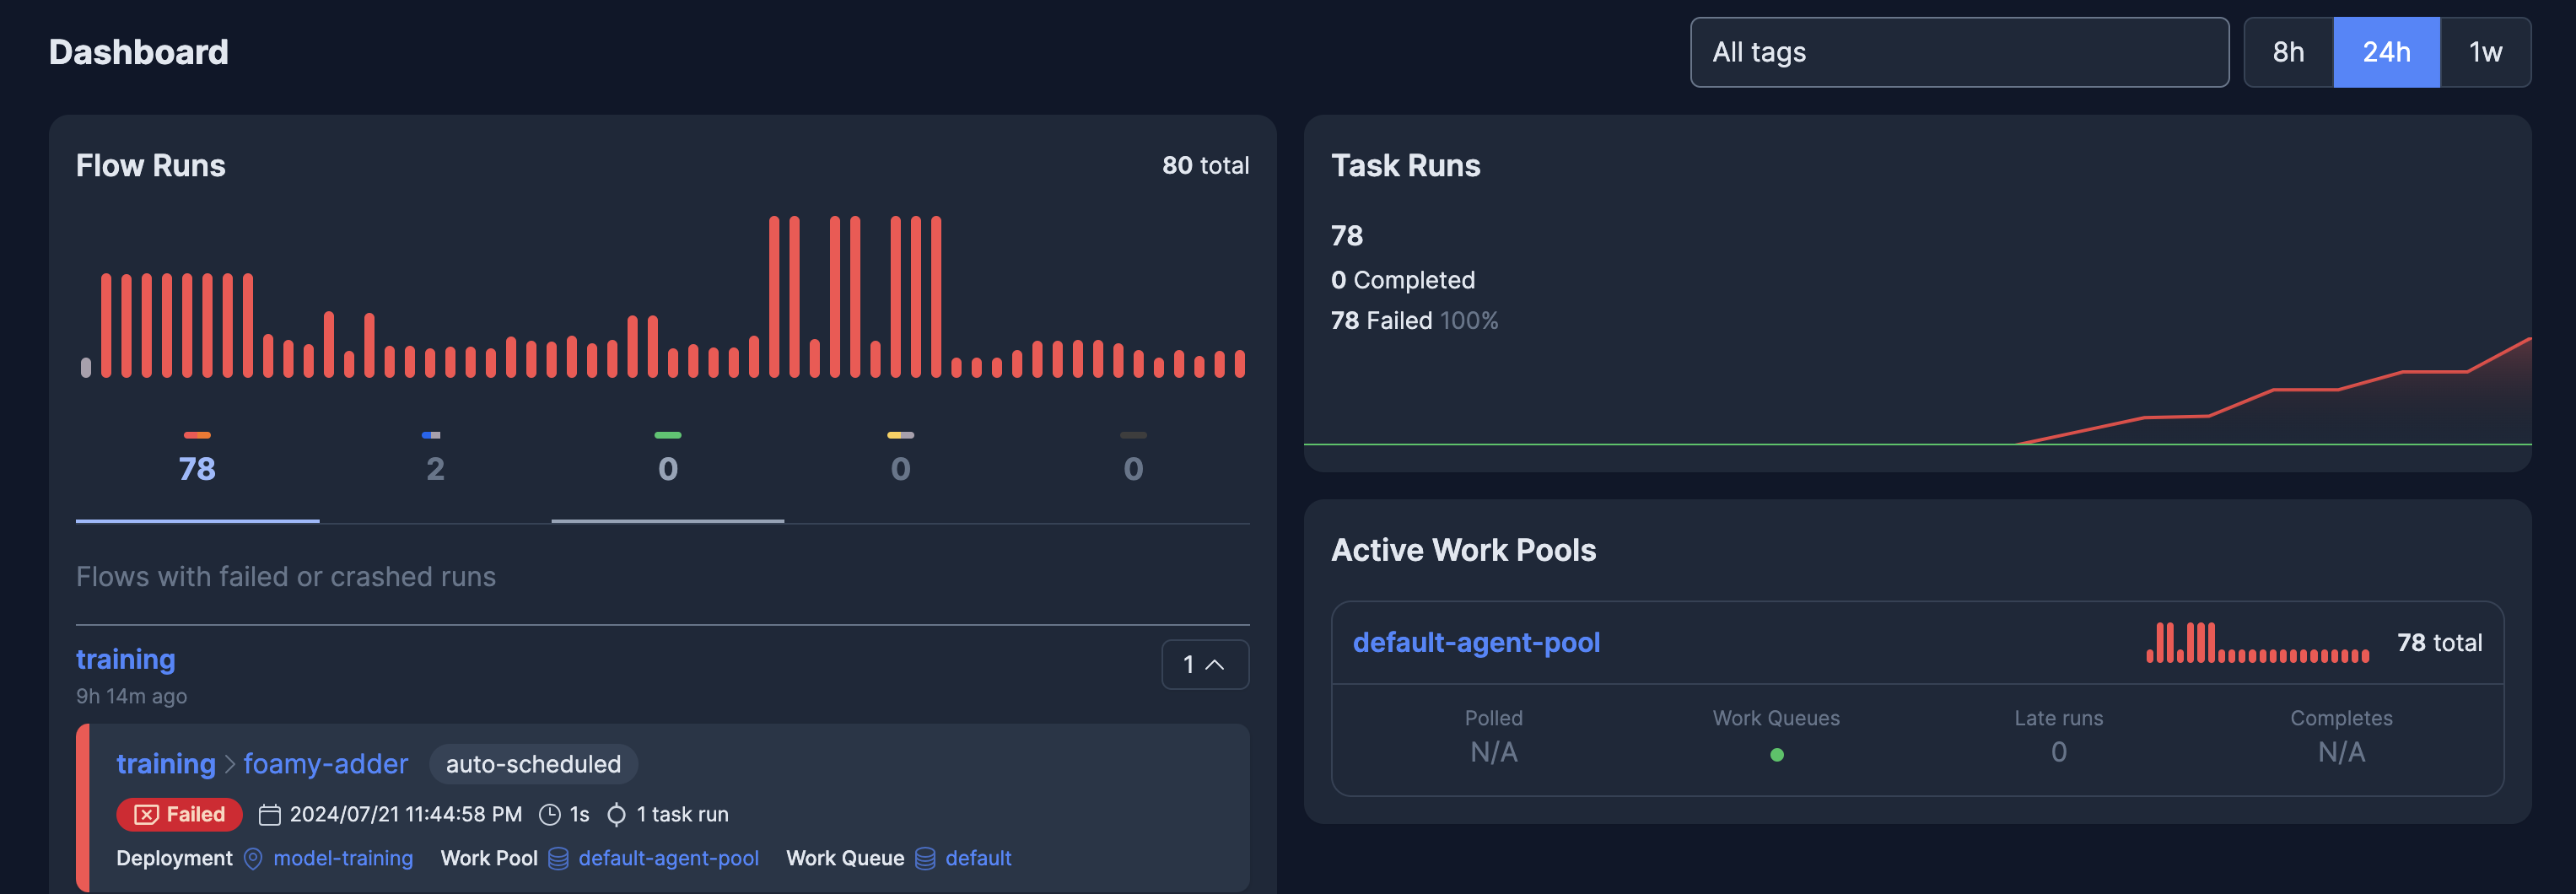 Dashboard
All tags
8h 24h 1w
Flow Runs
80 total
78 2 0 0 0
Flows with failed or crashed runs
training
1
9h 14m ago
training foamy-adder auto-scheduled
Failed 2024/07/21 11:44:58 PM 1s 1 task run
Deployment model-training Work Pool default-agent-pool Work Queue default
Task Runs
78
0 Completed
78 Failed 100%
Active Work Pools
default-agent-pool 78 total
Polled Work Queues Late runs Completes
N/A 0 N/A